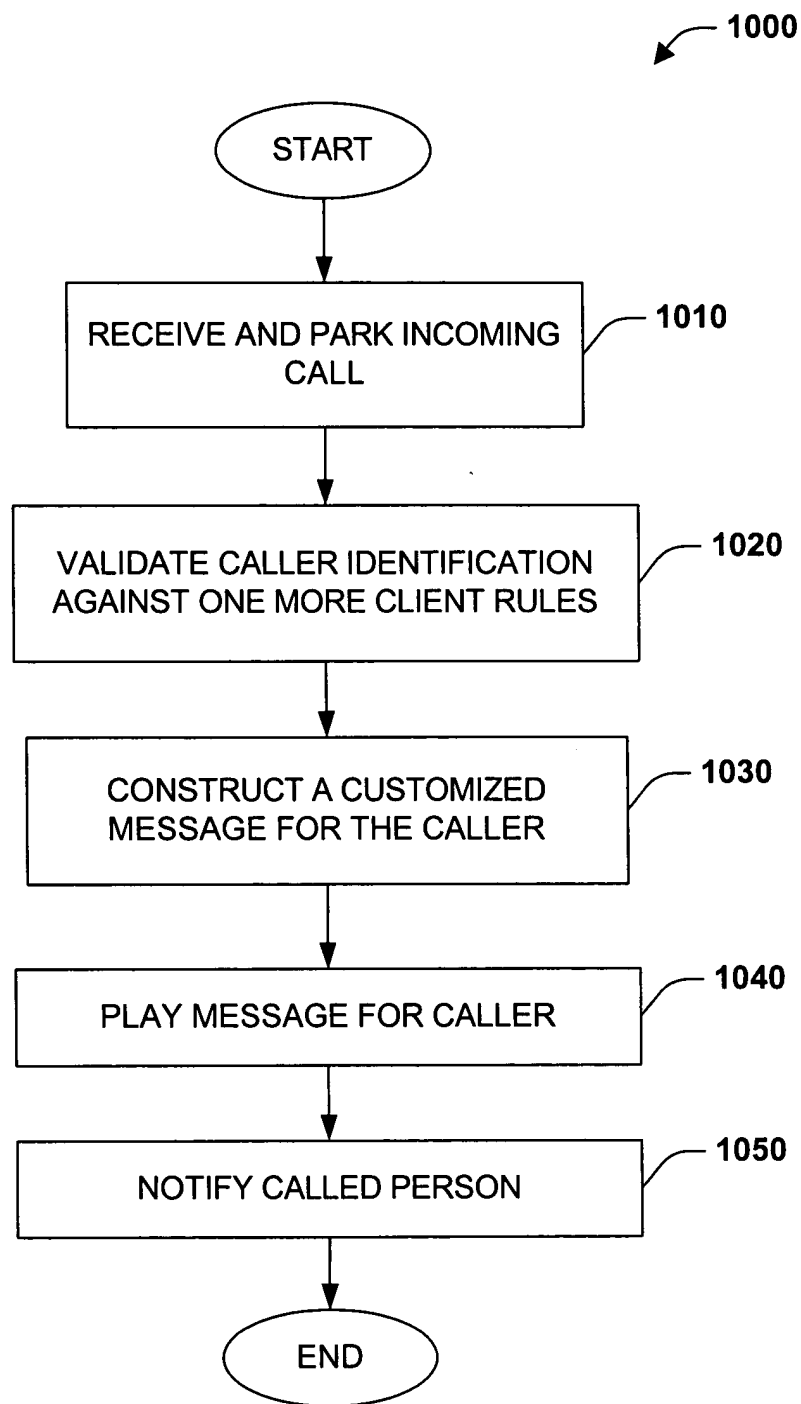 1000
START
RECEIVE AND PARK INCOMING
CALL
1010
VALIDATE CALLER IDENTIFICATION
AGAINST ONE MORE CLIENT RULES
1020
CONSTRUCT A CUSTOMIZED
MESSAGE FOR THE CALLER
1030
PLAY MESSAGE FOR CALLER
1040
NOTIFY CALLED PERSON
1050
END